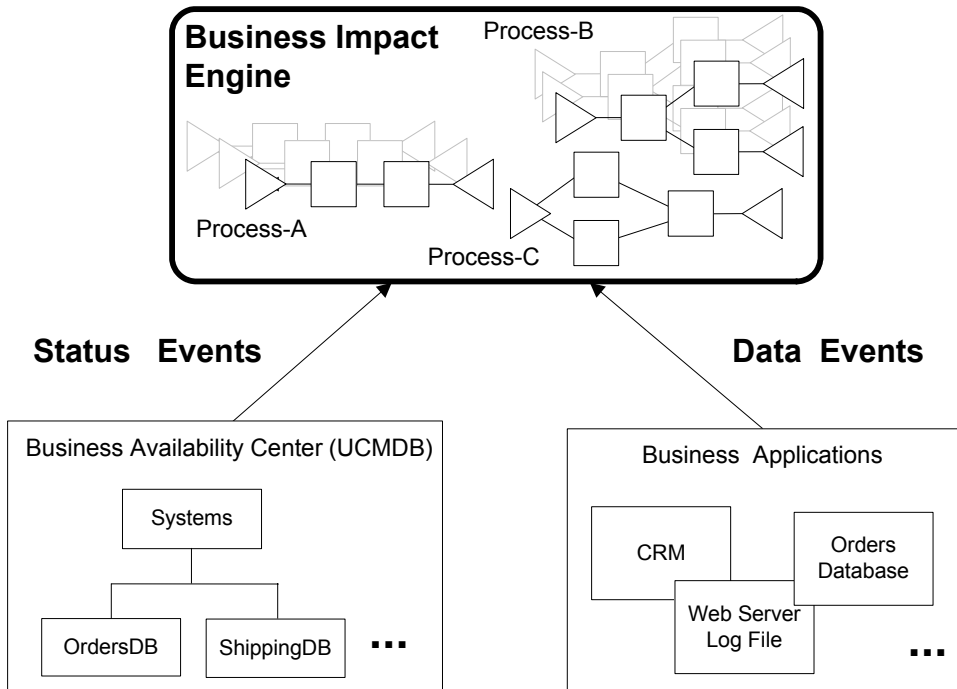 Business Impact
Engine
Process-B
Process-A
Process-C
Status Events
Data Events
Business Availability Center (UCMDB)
Systems
OrdersDB
ShippingDB
...
Business Applications
CRM
Orders
Database
Web Server
Log File
...